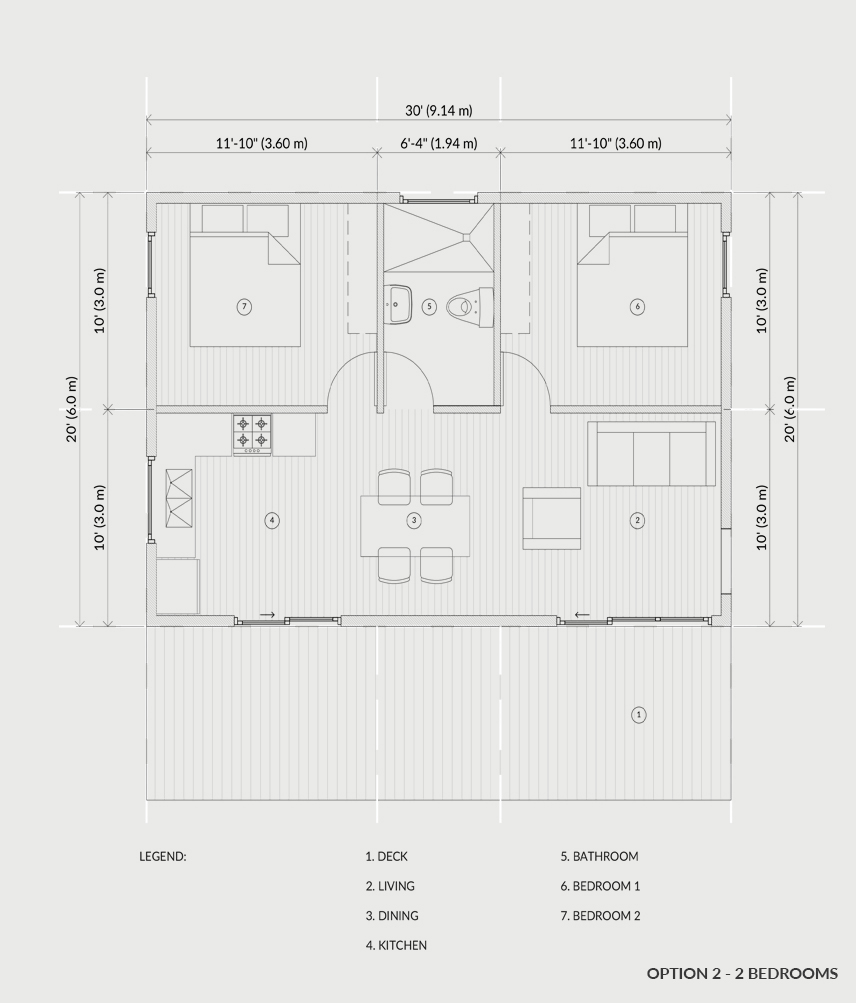 30' (9.14 m)
11'-10" (3.60 m)
6'-4" (1.94 m)
11'-10" (3.60 m)
10' (3.0 m)
10' (3.0 m)
7
5
6
20' (6.0 m)
20' (6.0 m)
10' (3.0 m)
10' (3.0 m)
4
3
2
1
LEGEND:
1. DECK
2. LIVING
3. DINING
4. KITCHEN
5. BATHROOM
6. BEDROOM 1
7. BEDROOM 2
OPTION 2 - 2 BEDROOMS